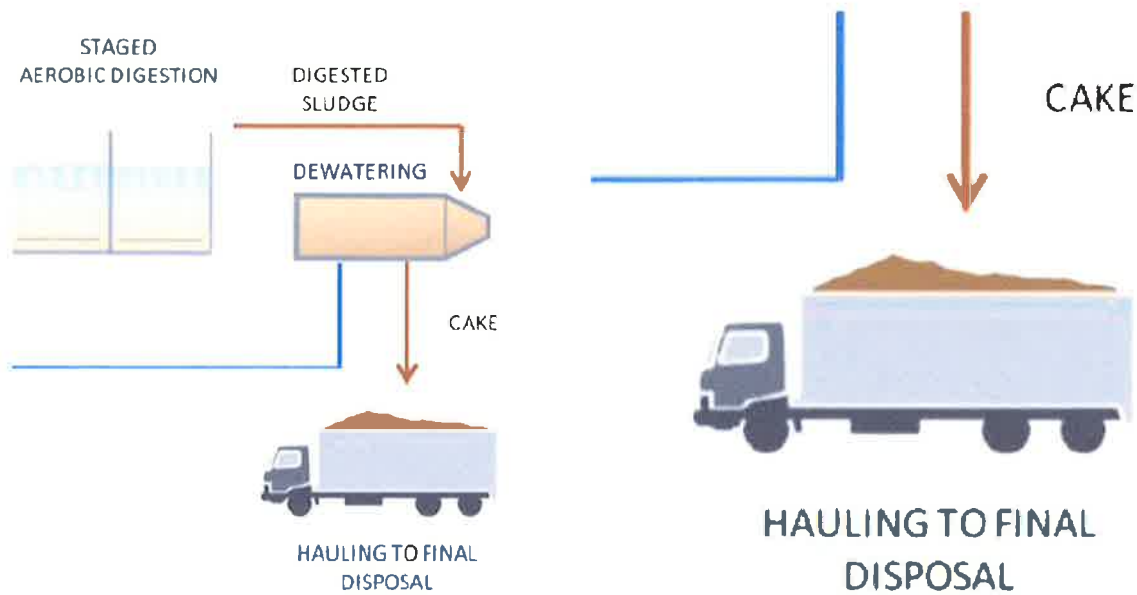 STAGED
AEROBIC DIGESTION
DIGESTED
SLUDGE
DEWATERING
CAKE
HAULING TO FINAL
DISPOSAL
CAKE
HAULING TO FINAL
DISPOSAL